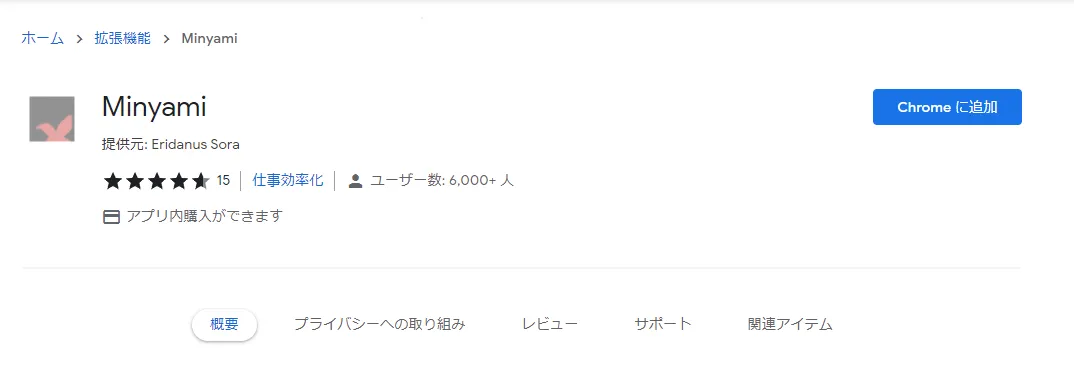 ホーム > 拡張機能 > Minyami
Minyami
Chrome に追加
提供元: Eridanus Sora
15 仕事効率化 ユーザー数: 6,000+ 人
アプリ内購入ができます
概要 プライバシーへの取り組み レビュー サポート 関連アイテム